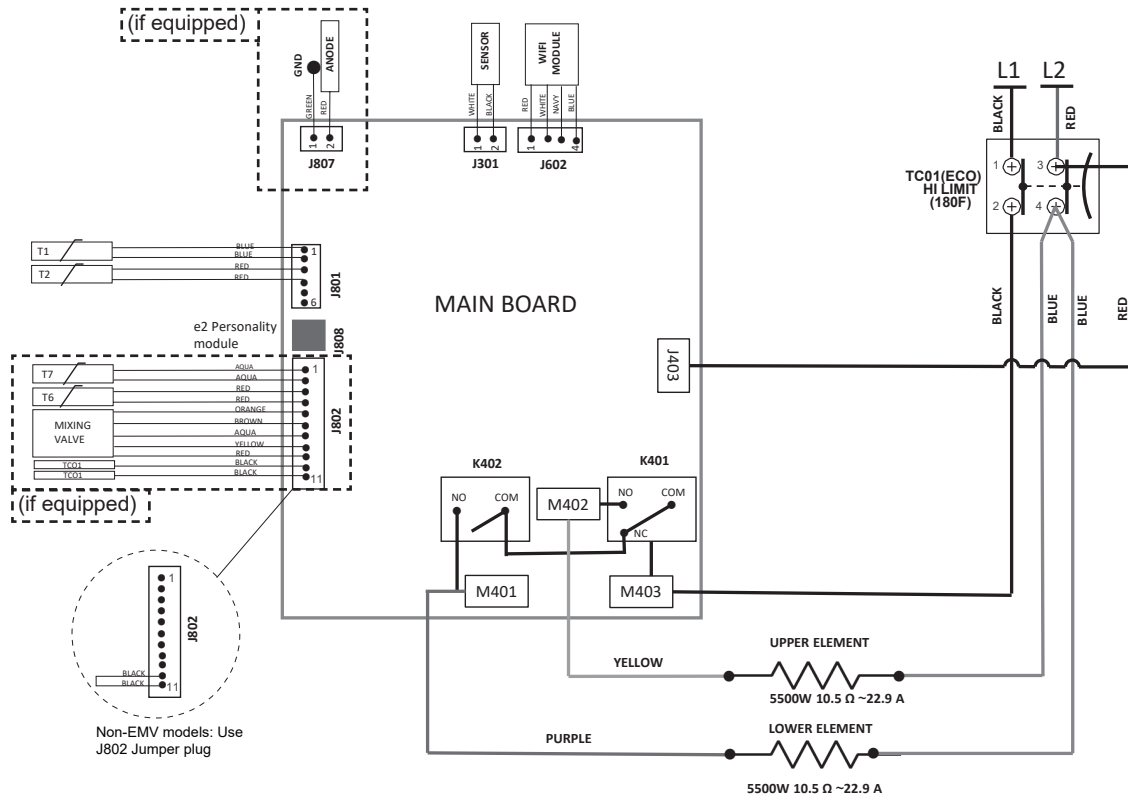 (if equipped)
GND
ANODE
GREEN
RED
1
2
J807
SENSOR
WHITE
BLACK
1
2
J301
WIFI
MODULE
RED
WHITE
NAVY
BLUE
1
4
J602
L1
L2
BLACK
RED
1
3
TC01(ECO)
HI LIMIT
(180F)
2
4
BLACK
BLUE
BLUE
RED
T1
BLUE
BLUE
T2
RED
RED
1
6
J801
MAIN BOARD
e2 Personality
module
J808
J403
T7
AQUA
AQUA
T6
RED
RED
MIXING
VALVE
ORANGE
BROWN
AQUA
YELLOW
RED
TCO1
BLACK
TCO1
BLACK
1
11
J802
(if equipped)
K402
NO
COM
M402
K401
NO
COM
NC
M401
M403
1
J802
BLACK
BLACK
11
Non-EMV models: Use
J802 Jumper plug
YELLOW
UPPER ELEMENT
5500W 10.5 Ω ~22.9 A
PURPLE
LOWER ELEMENT
5500W 10.5 Ω ~22.9 A